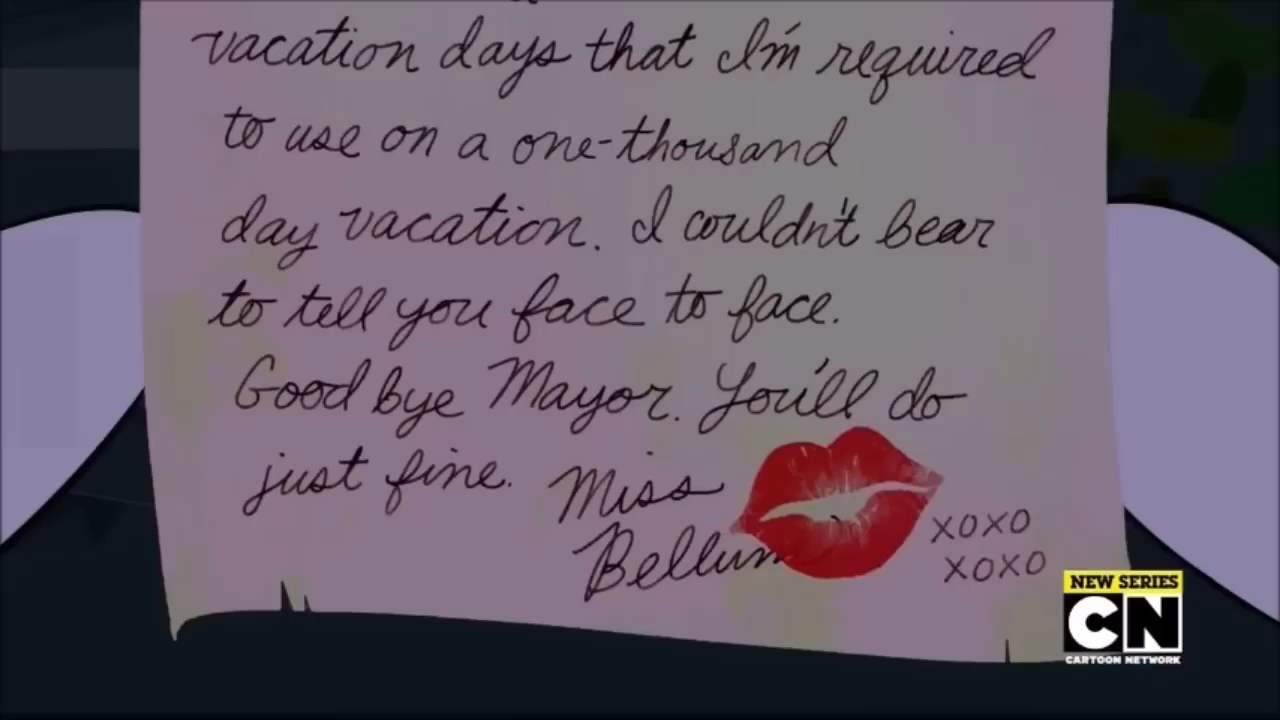 vacation days that I'm required
to use on a one-thousand
day vacation. I couldn't bear
to tell you face to face.
Good bye Mayor. You'll do
just fine. Miss
Bellum
XOXO
XOXO
NEW SERIES
CN
CARTOON NETWORK